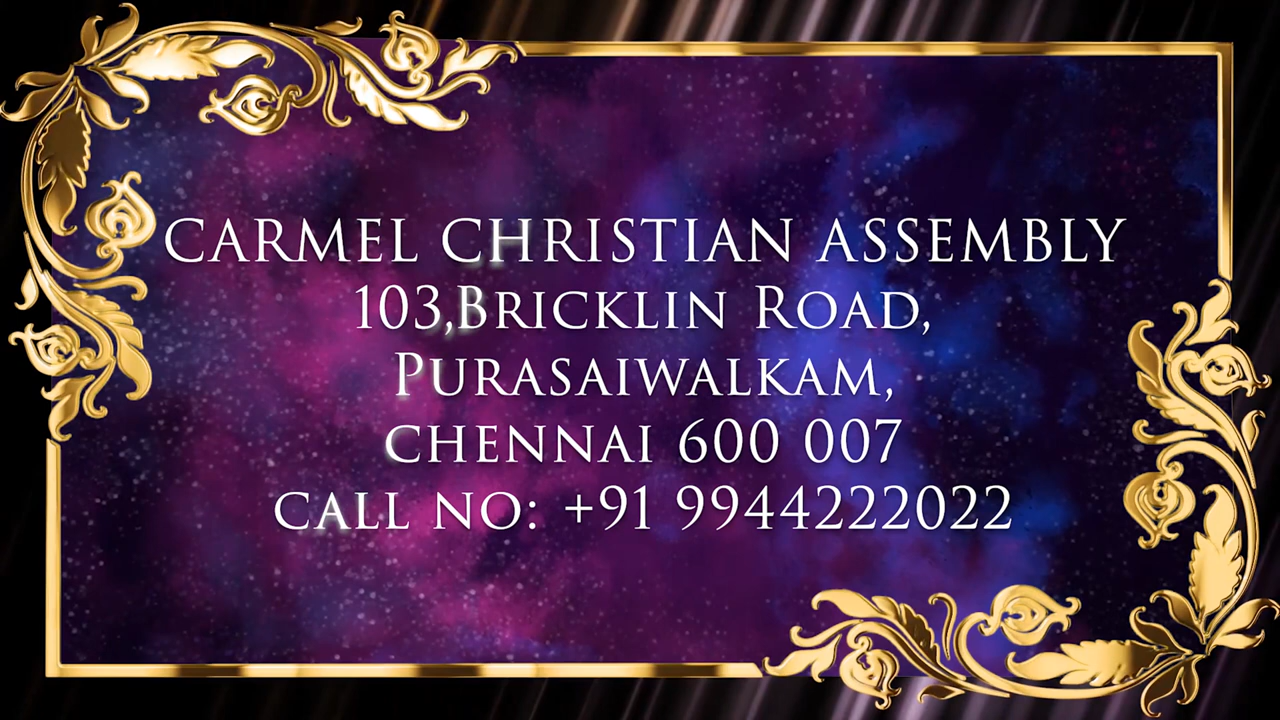 CARMEL CHRISTIAN ASSEMBLY
103,Bricklin Road,
Purasaiwalkam,
chennai 600 007
call no: +91 9944222022